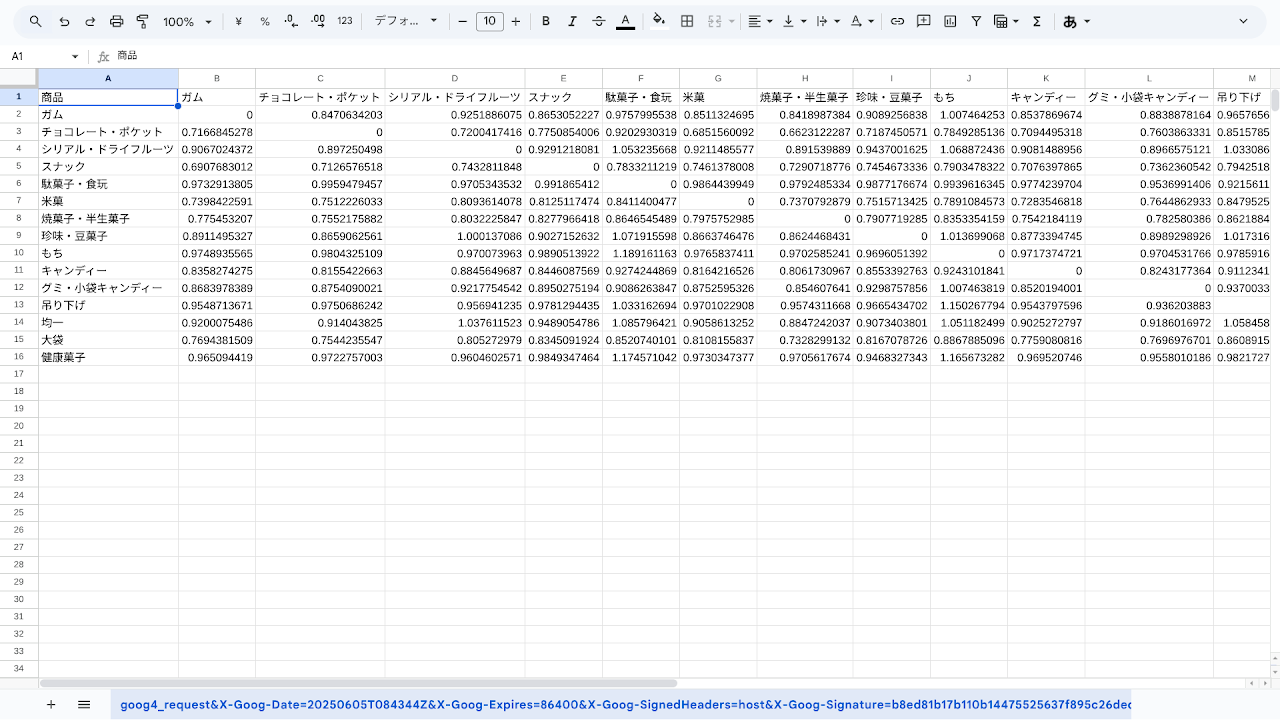 100% ¥ % .0 .00 123 デフォ... 10 B I S A Σ あ
A1 fx 商品
A B C D E F G H I J K L M
1 商品 ガム チョコレート・ポケット シリアル・ドライフルーツ スナック 駄菓子・食玩 米菓 焼菓子・半生菓子 珍味・豆菓子 もち キャンディー グミ・小袋キャンディー 吊り下げ
2 ガム 0 0.8470634203 0.9251886075 0.8653052227 0.9757995538 0.8511324695 0.8418987384 0.9089256838 1.007464253 0.8537869674 0.8838878164 0.9657656
3 チョコレート・ポケット 0.7166845278 0 0.7200417416 0.7750854006 0.9202930319 0.6851560092 0.6623122287 0.7187450571 0.7849285136 0.7094495318 0.7603863331 0.8515785
4 シリアル・ドライフルーツ 0.9067024372 0.897250498 0 0.9291218081 1.053235668 0.9211485577 0.891539889 0.9437001625 1.068872436 0.9081488956 0.8966575121 1.033086
5 スナック 0.6907683012 0.7126576518 0.7432811848 0 0.7833211219 0.7461378008 0.7290718776 0.7454673336 0.7903478322 0.7076397865 0.7362360542 0.7942518
6 駄菓子・食玩 0.9732913805 0.9959479457 0.9705343532 0.991865412 0 0.9864439949 0.9792485334 0.9877176674 0.9939616345 0.9774239704 0.9536991406 0.9215611
7 米菓 0.7398422591 0.7512226033 0.8093614078 0.8125117474 0.8411400477 0 0.7370792879 0.7515713425 0.7891084573 0.7283546818 0.7644862933 0.8479525
8 焼菓子・半生菓子 0.775453207 0.7552175882 0.8032225847 0.8277966418 0.8646545489 0.7975752985 0 0.7907719285 0.8353354159 0.7542184119 0.782580386 0.8621884
9 珍味・豆菓子 0.8911495327 0.8659062561 1.000137086 0.9027152632 1.071915598 0.8663746476 0.8624468431 0 1.013699068 0.8773394745 0.8989298926 1.017316
10 もち 0.9748935565 0.9804325109 0.970073963 0.9890513922 1.189161163 0.9765837411 0.9702585241 0.9696051392 0 0.9717374721 0.9704531766 0.9785916
11 キャンディー 0.8358274275 0.8155422663 0.8845649687 0.8446087569 0.9274244869 0.8164216526 0.8061730967 0.8553392763 0.9243101841 0 0.8243177364 0.9112341
12 グミ・小袋キャンディー 0.8683978389 0.8754090021 0.9217754542 0.8950275194 0.9086263847 0.8752595326 0.854607641 0.9298757856 1.007463819 0.8520194001 0 0.9370033
13 吊り下げ 0.9548713671 0.9750686242 0.956941235 0.9781294435 1.033162694 0.9701022908 0.9574311668 0.9665434702 1.150267794 0.9543797596 0.936203883
14 均一 0.9200075486 0.914043825 1.037611523 0.9489054786 1.085796421 0.9058613252 0.8847242037 0.9073403801 1.051182499 0.9025272797 0.9186016972 1.058458
15 大袋 0.7694381509 0.7544235547 0.805272979 0.8345091924 0.8520740101 0.8108155837 0.7328299132 0.8167078726 0.8867885096 0.7759080816 0.7696976701 0.8608915
16 健康菓子 0.965094419 0.9722757003 0.9604602571 0.9849347464 1.174571042 0.9730347377 0.9705617674 0.9468327343 1.165673282 0.969520746 0.9558010186 0.9821727
17
18
19
20
21
22
23
24
25
26
27
28
29
30
31
32
33
34
goog4_request&X-Goog-Date=20250605T084344Z&X-Goog-Expires=86400&X-Goog-SignedHeaders=host&X-Goog-Signature=b8ed81b17b110b14475525637f895c26dec